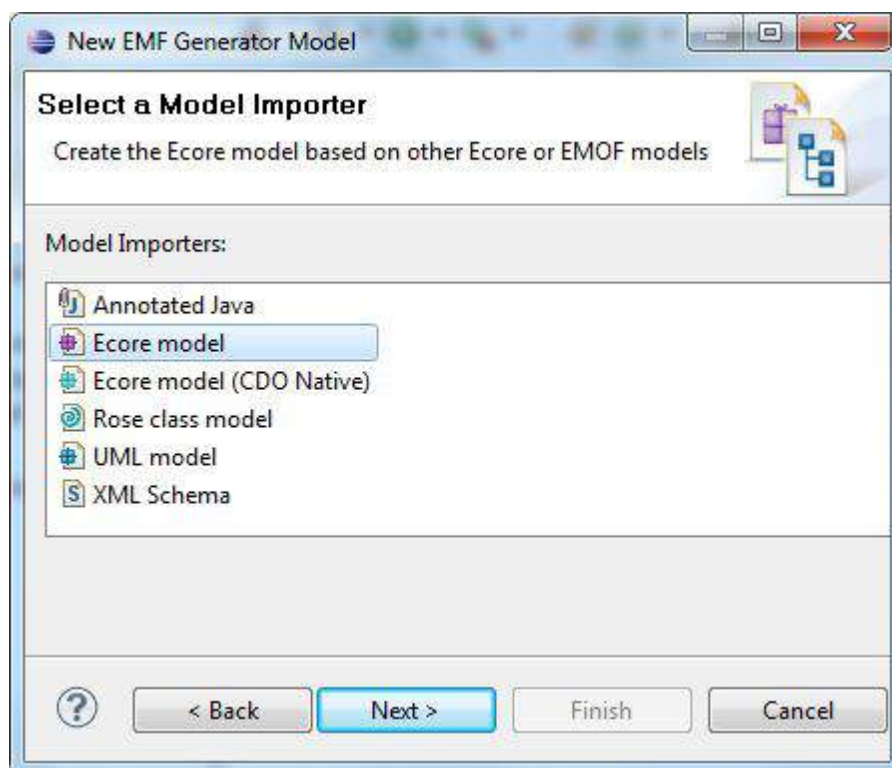 New EMF Generator Model
Select a Model Importer
Create the Ecore model based on other Ecore or EMOF models
Model Importers:
Annotated Java
Ecore model
Ecore model (CDO Native)
Rose class model
UML model
XML Schema
< Back
Next >
Finish
Cancel